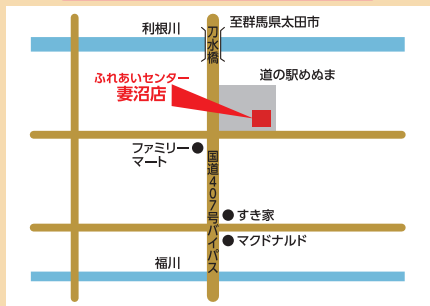 利根川
刀水橋
至群馬県太田市
道の駅めぬま
ふれあいセンター
妻沼店
ファミリー
マート
国道407号バイパス
すき家
マクドナルド
福川